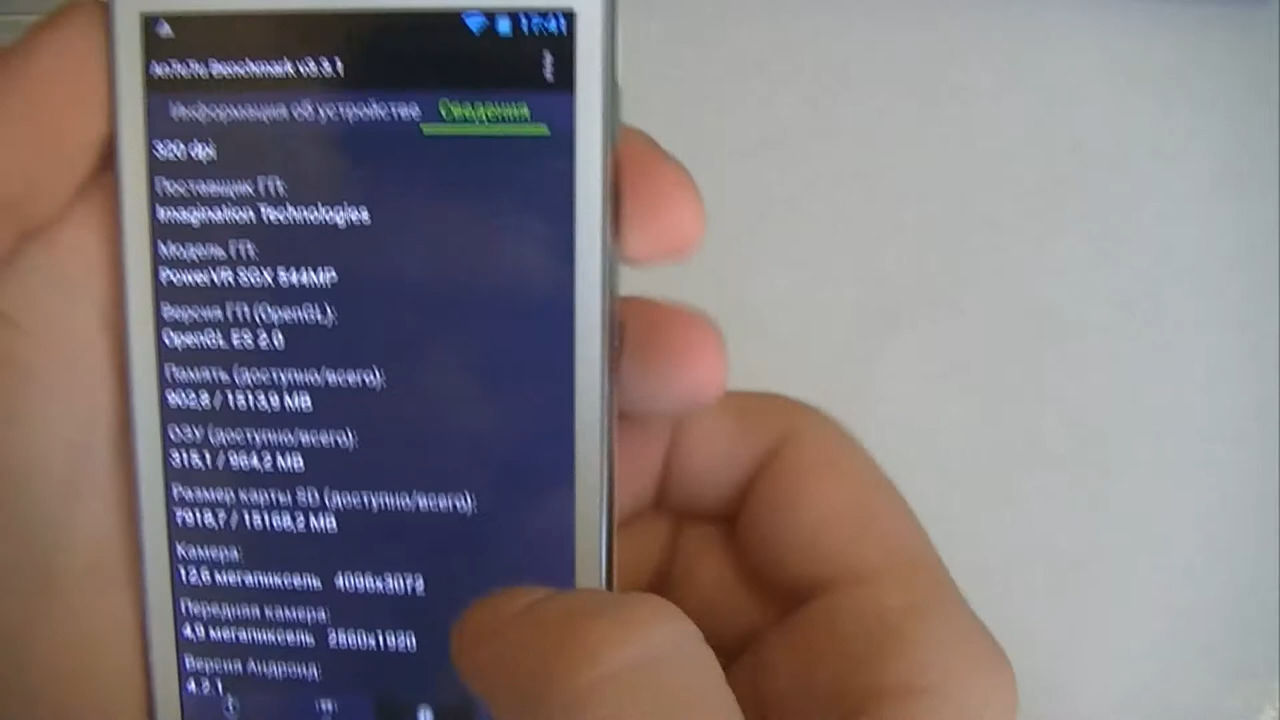 17:41
AnTuTu Benchmark v3.3.1
Информация об устройстве Сведения
320 dpi
Поставщик ГП:
Imagination Technologies
Модель ГП:
PowerVR SGX 544MP
Версия ГП (OpenGL):
OpenGL ES 2.0
Память (доступно/всего):
902,8 / 1513,9 MB
ОЗУ (доступно/всего):
315,1 / 964,2 MB
Размер карты SD (доступно/всего):
7918,7 / 15168,2 MB
Камера:
12,6 мегапиксель 4096x3072
Передняя камера:
4,9 мегапиксель 2560x1920
Версия Андроид:
4.2.1